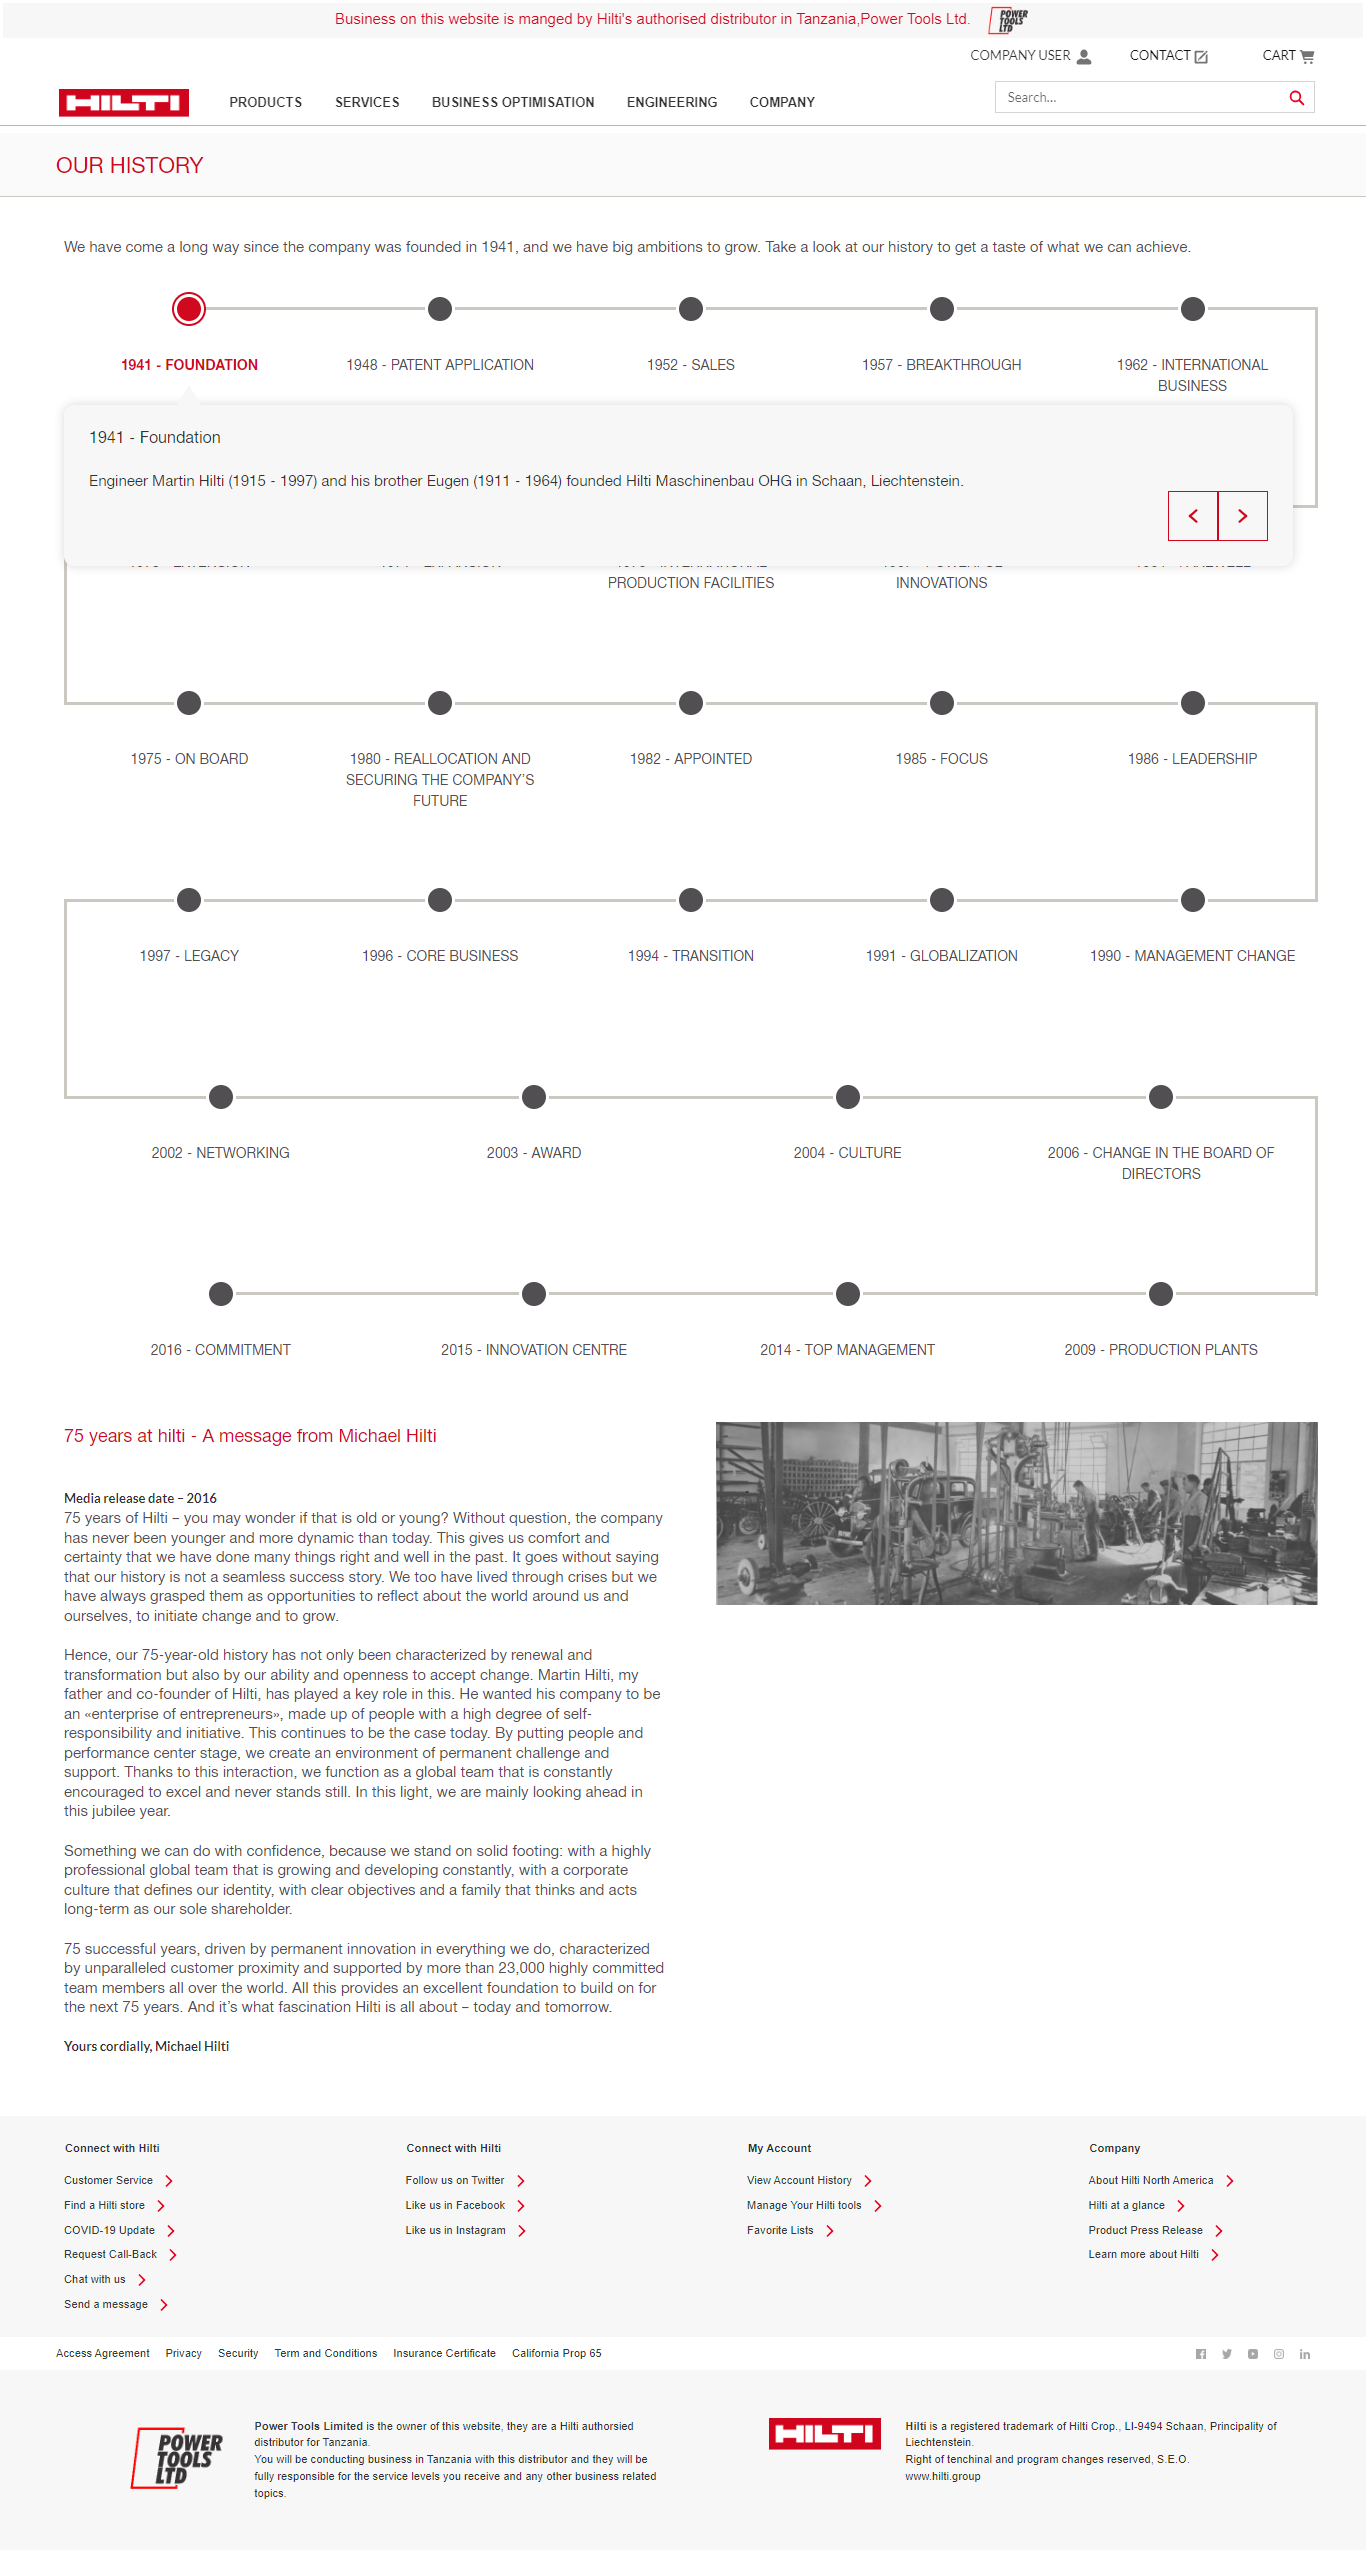 Business on this website is manged by Hilti's authorised distributor in Tanzania,Power Tools Ltd.
POWER TOOLS LTD
COMPANY USER CONTACT CART
HILTI PRODUCTS SERVICES BUSINESS OPTIMISATION ENGINEERING COMPANY Search...
OUR HISTORY
We have come a long way since the company was founded in 1941, and we have big ambitions to grow. Take a look at our history to get a taste of what we can achieve.
1941 - FOUNDATION
1948 - PATENT APPLICATION
1952 - SALES
1957 - BREAKTHROUGH
1962 - INTERNATIONAL
BUSINESS
1941 - Foundation
Engineer Martin Hilti (1915 - 1997) and his brother Eugen (1911 - 1964) founded Hilti Maschinenbau OHG in Schaan, Liechtenstein.
PRODUCTION FACILITIES
INNOVATIONS
1975 - ON BOARD
1980 - REALLOCATION AND
SECURING THE COMPANY'S
FUTURE
1982 - APPOINTED
1985 - FOCUS
1986 - LEADERSHIP
1997 - LEGACY
1996 - CORE BUSINESS
1994 - TRANSITION
1991 - GLOBALIZATION
1990 - MANAGEMENT CHANGE
2002 - NETWORKING
2003 - AWARD
2004 - CULTURE
2006 - CHANGE IN THE BOARD OF
DIRECTORS
2016 - COMMITMENT
2015 - INNOVATION CENTRE
2014 - TOP MANAGEMENT
2009 - PRODUCTION PLANTS
75 years at hilti - A message from Michael Hilti
Media release date – 2016
75 years of Hilti – you may wonder if that is old or young? Without question, the company
has never been younger and more dynamic than today. This gives us comfort and
certainty that we have done many things right and well in the past. It goes without saying
that our history is not a seamless success story. We too have lived through crises but we
have always grasped them as opportunities to reflect about the world around us and
ourselves, to initiate change and to grow.
Hence, our 75-year-old history has not only been characterized by renewal and
transformation but also by our ability and openness to accept change. Martin Hilti, my
father and co-founder of Hilti, has played a key role in this. He wanted his company to be
an «enterprise of entrepreneurs», made up of people with a high degree of self-
responsibility and initiative. This continues to be the case today. By putting people and
performance center stage, we create an environment of permanent challenge and
support. Thanks to this interaction, we function as a global team that is constantly
encouraged to excel and never stands still. In this light, we are mainly looking ahead in
this jubilee year.
Something we can do with confidence, because we stand on solid footing: with a highly
professional global team that is growing and developing constantly, with a corporate
culture that defines our identity, with clear objectives and a family that thinks and acts
long-term as our sole shareholder.
75 successful years, driven by permanent innovation in everything we do, characterized
by unparalleled customer proximity and supported by more than 23,000 highly committed
team members all over the world. All this provides an excellent foundation to build on for
the next 75 years. And it's what fascination Hilti is all about – today and tomorrow.
Yours cordially, Michael Hilti
Connect with Hilti
Customer Service
Find a Hilti store
COVID-19 Update
Request Call-Back
Chat with us
Send a message
Connect with Hilti
Follow us on Twitter
Like us in Facebook
Like us in Instagram
My Account
View Account History
Manage Your Hilti tools
Favorite Lists
Company
About Hilti North America
Hilti at a glance
Product Press Release
Learn more about Hilti
Access Agreement Privacy Security Term and Conditions Insurance Certificate California Prop 65
POWER
TOOLS
LTD
Power Tools Limited is the owner of this website, they are a Hilti authorsied
distributor for Tanzania.
You will be conducting business in Tanzania with this distributor and they will be
fully responsible for the service levels you receive and any other business related
topics.
HILTI
Hilti is a registered trademark of Hilti Crop., LI-9494 Schaan, Principality of
Liechtenstein.
Right of tenchinal and program changes reserved, S.E.O.
www.hilti.group